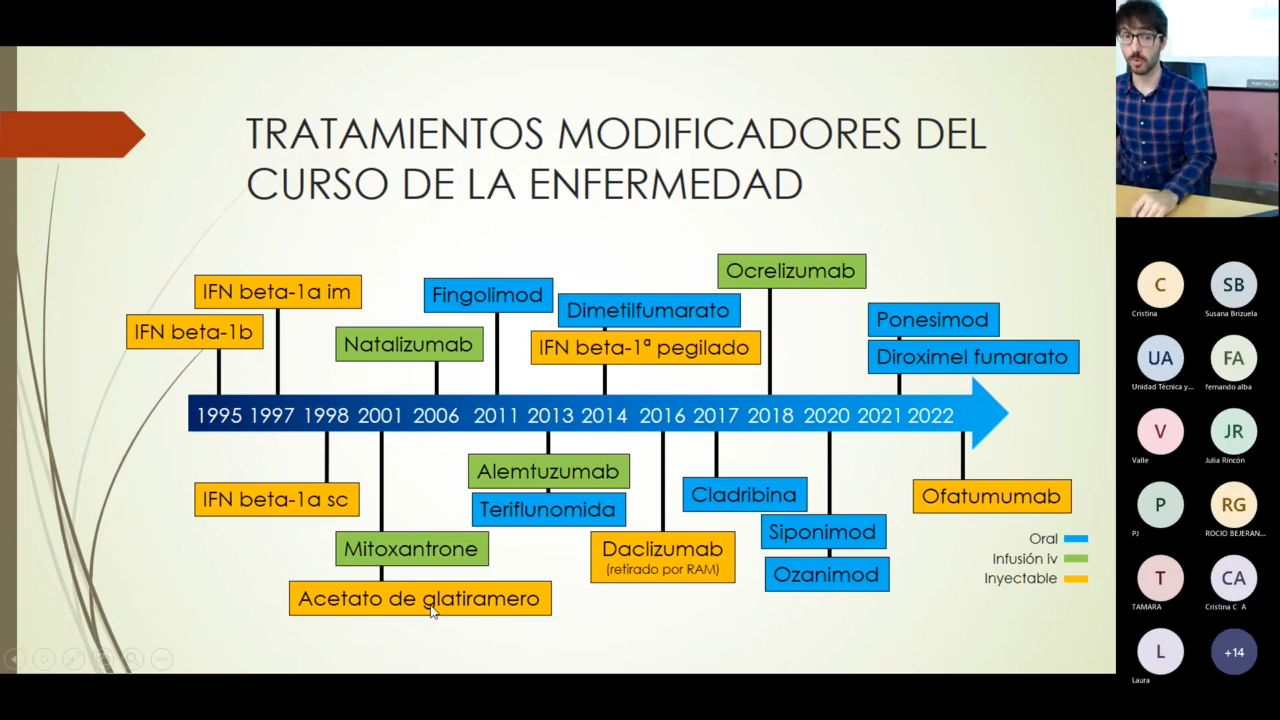 TRATAMIENTOS MODIFICADORES DEL
CURSO DE LA ENFERMEDAD
Ocrelizumab
IFN beta-1a im
Fingolimod
Dimetilfumarato
Ponesimod
IFN beta-1b
Natalizumab
IFN beta-1ª pegilado
Diroximel fumarato
1995 1997 1998 2001 2006 2011 2013 2014 2016 2017 2018 2020 2021 2022
Alemtuzumab
IFN beta-1a sc
Teriflunomida
Cladribina
Ofatumumab
Siponimod
Mitoxantrone
Daclizumab
(retirado por RAM)
Ozanimod
Acetato de glatiramero
Oral
Infusión iv
Inyectable
C
Cristina
SB
Susana Brizuela
UA
Unidad Técnica y...
FA
fernando alba
V
Valle
JR
Julia Rincón
P
PJ
RG
ROCIO BEJERAN...
T
TAMARA
CA
Cristina C A
L
Laura
+14